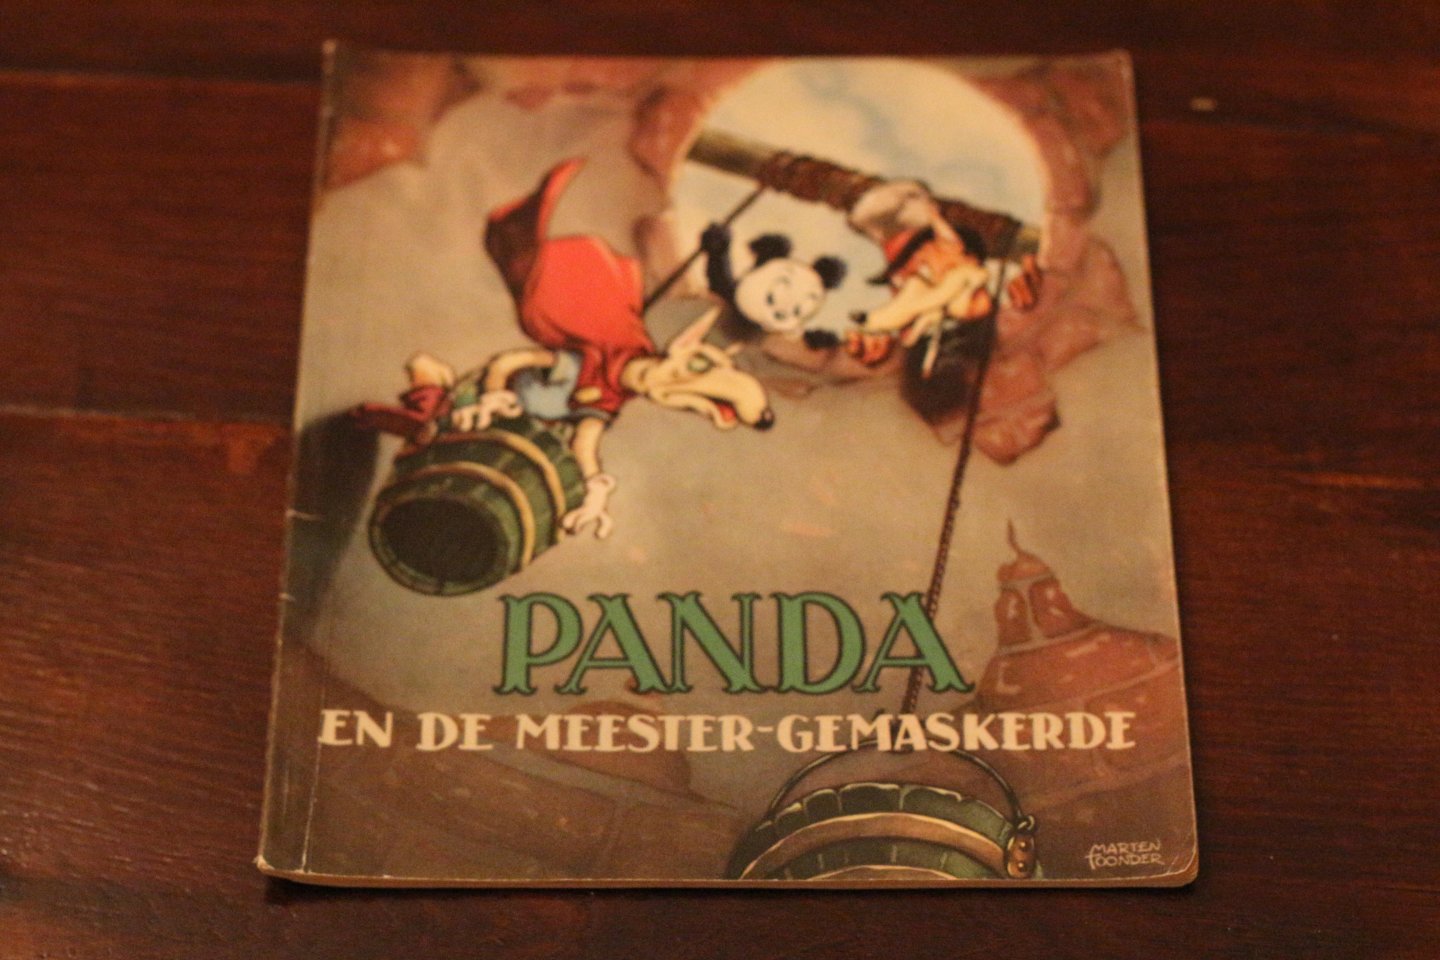 PANDA
EN DE MEESTER-GEMASKERDE
MARTEN
TOONDER